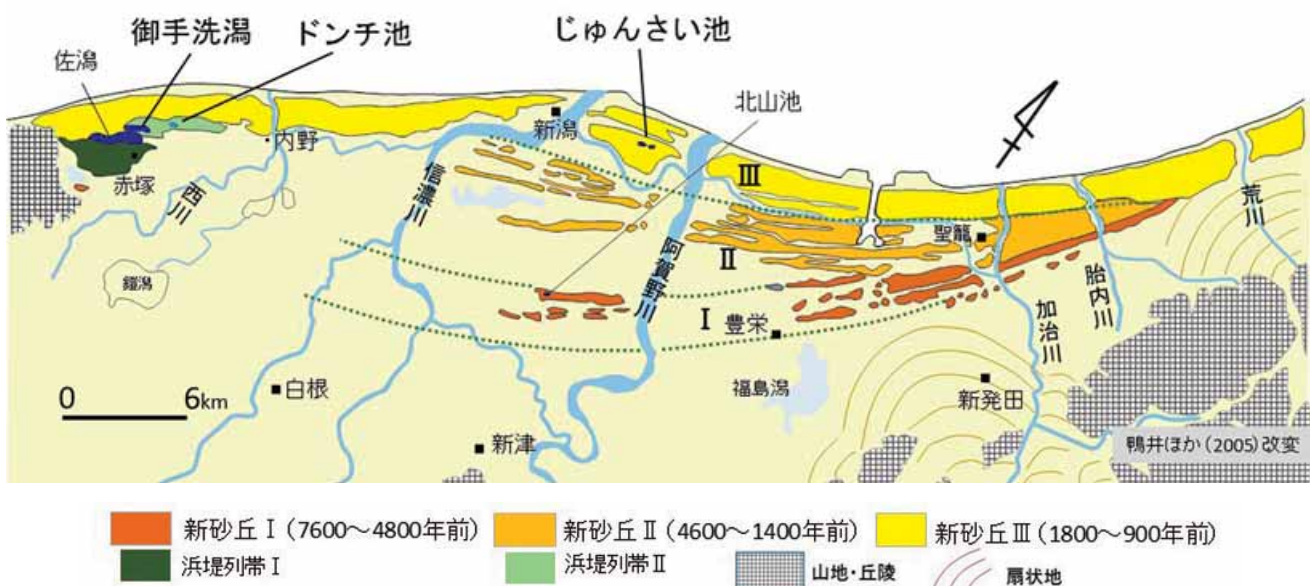 御手洗潟
ドンチ池
じゅんさい池
佐潟
北山池
新潟
内野
赤塚
西川
信濃川
阿賀野川
鎧潟
Ⅲ
Ⅱ
Ⅰ
聖籠
荒川
胎内川
加治川
豊栄
福島潟
新発田
白根
新津
0 6km
鴨井ほか(2005)改変
新砂丘Ⅰ(7600～4800年前)
新砂丘Ⅱ(4600～1400年前)
新砂丘Ⅲ(1800～900年前)
浜堤列帯Ⅰ
浜堤列帯Ⅱ
山地・丘陵
扇状地